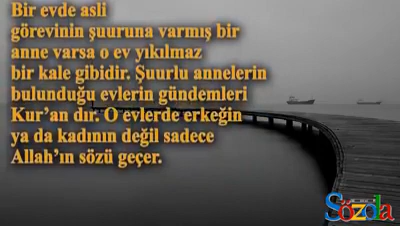 Bir evde asli
görevinin şuuruna varmış bir
anne varsa o ev yıkılmaz
bir kale gibidir. Şuurlu annelerin
bulunduğu evlerin gündemleri
Kur'an dır. O evlerde erkeğin
ya da kadının değil sadece
Allah'ın sözü geçer.
Sözola